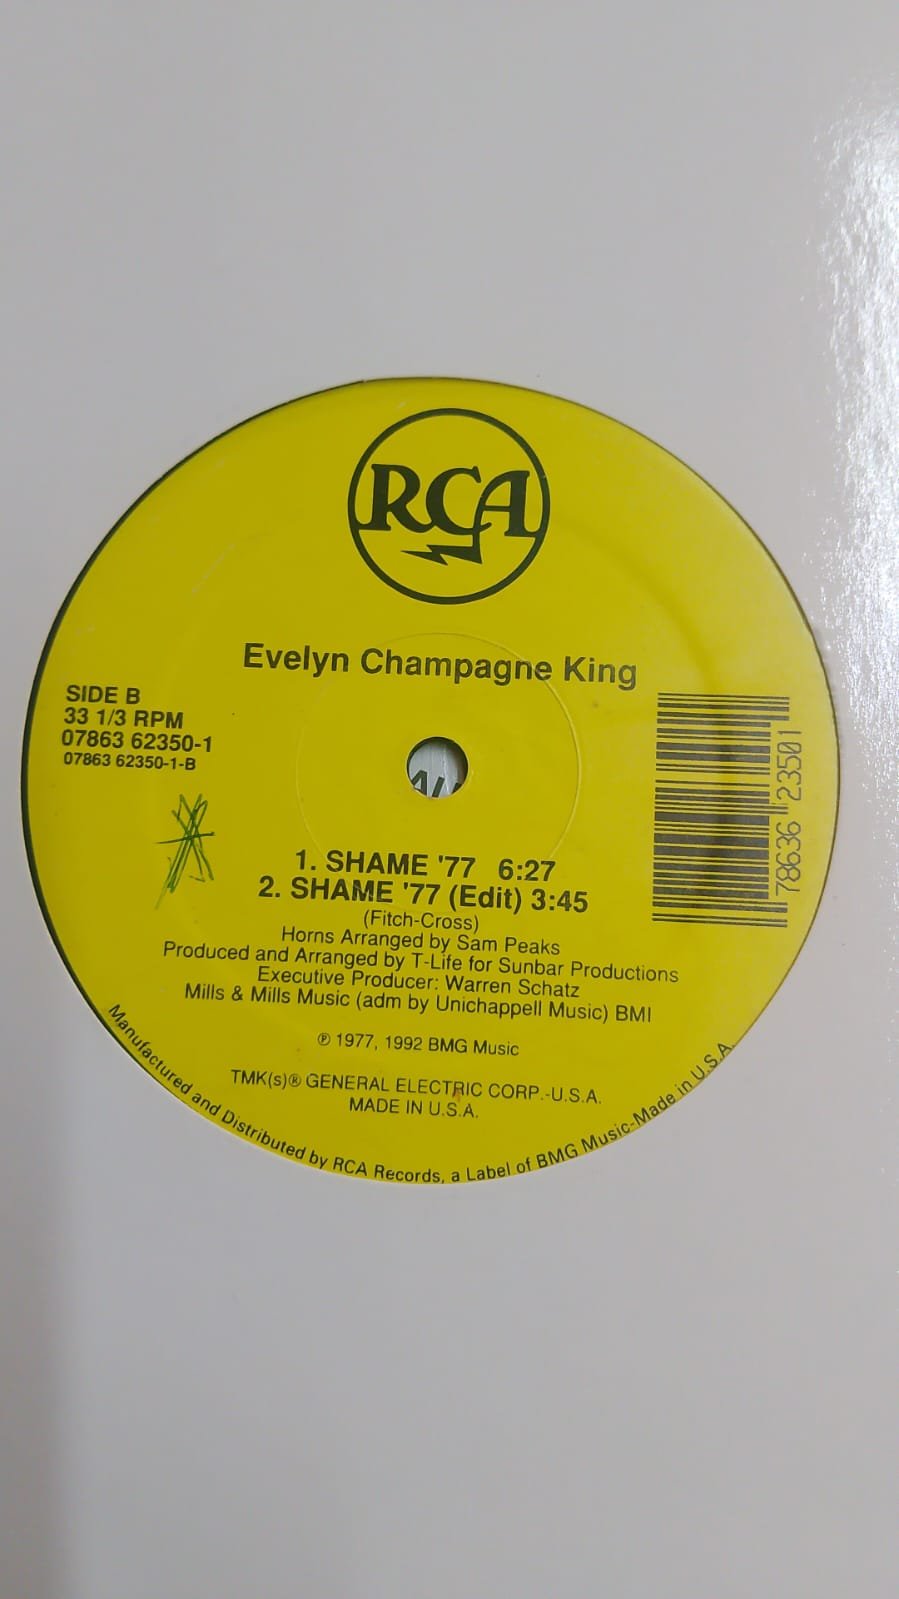 RCA
Evelyn Champagne King
SIDE B
33 1/3 RPM
07863 62350-1
07863 62350-1-B
78636 23501
1. SHAME '77 6:27
2. SHAME '77 (Edit) 3:45
(Fitch-Cross)
Horns Arranged by Sam Peaks
Produced and Arranged by T-Life for Sunbar Productions
Executive Producer: Warren Schatz
Mills & Mills Music (adm by Unichappell Music) BMI
℗ 1977, 1992 BMG Music
TMK(s)® GENERAL ELECTRIC CORP.-U.S.A.
MADE IN U.S.A.
Manufactured and Distributed by RCA Records, a Label of BMG Music-Made in U.S.A.